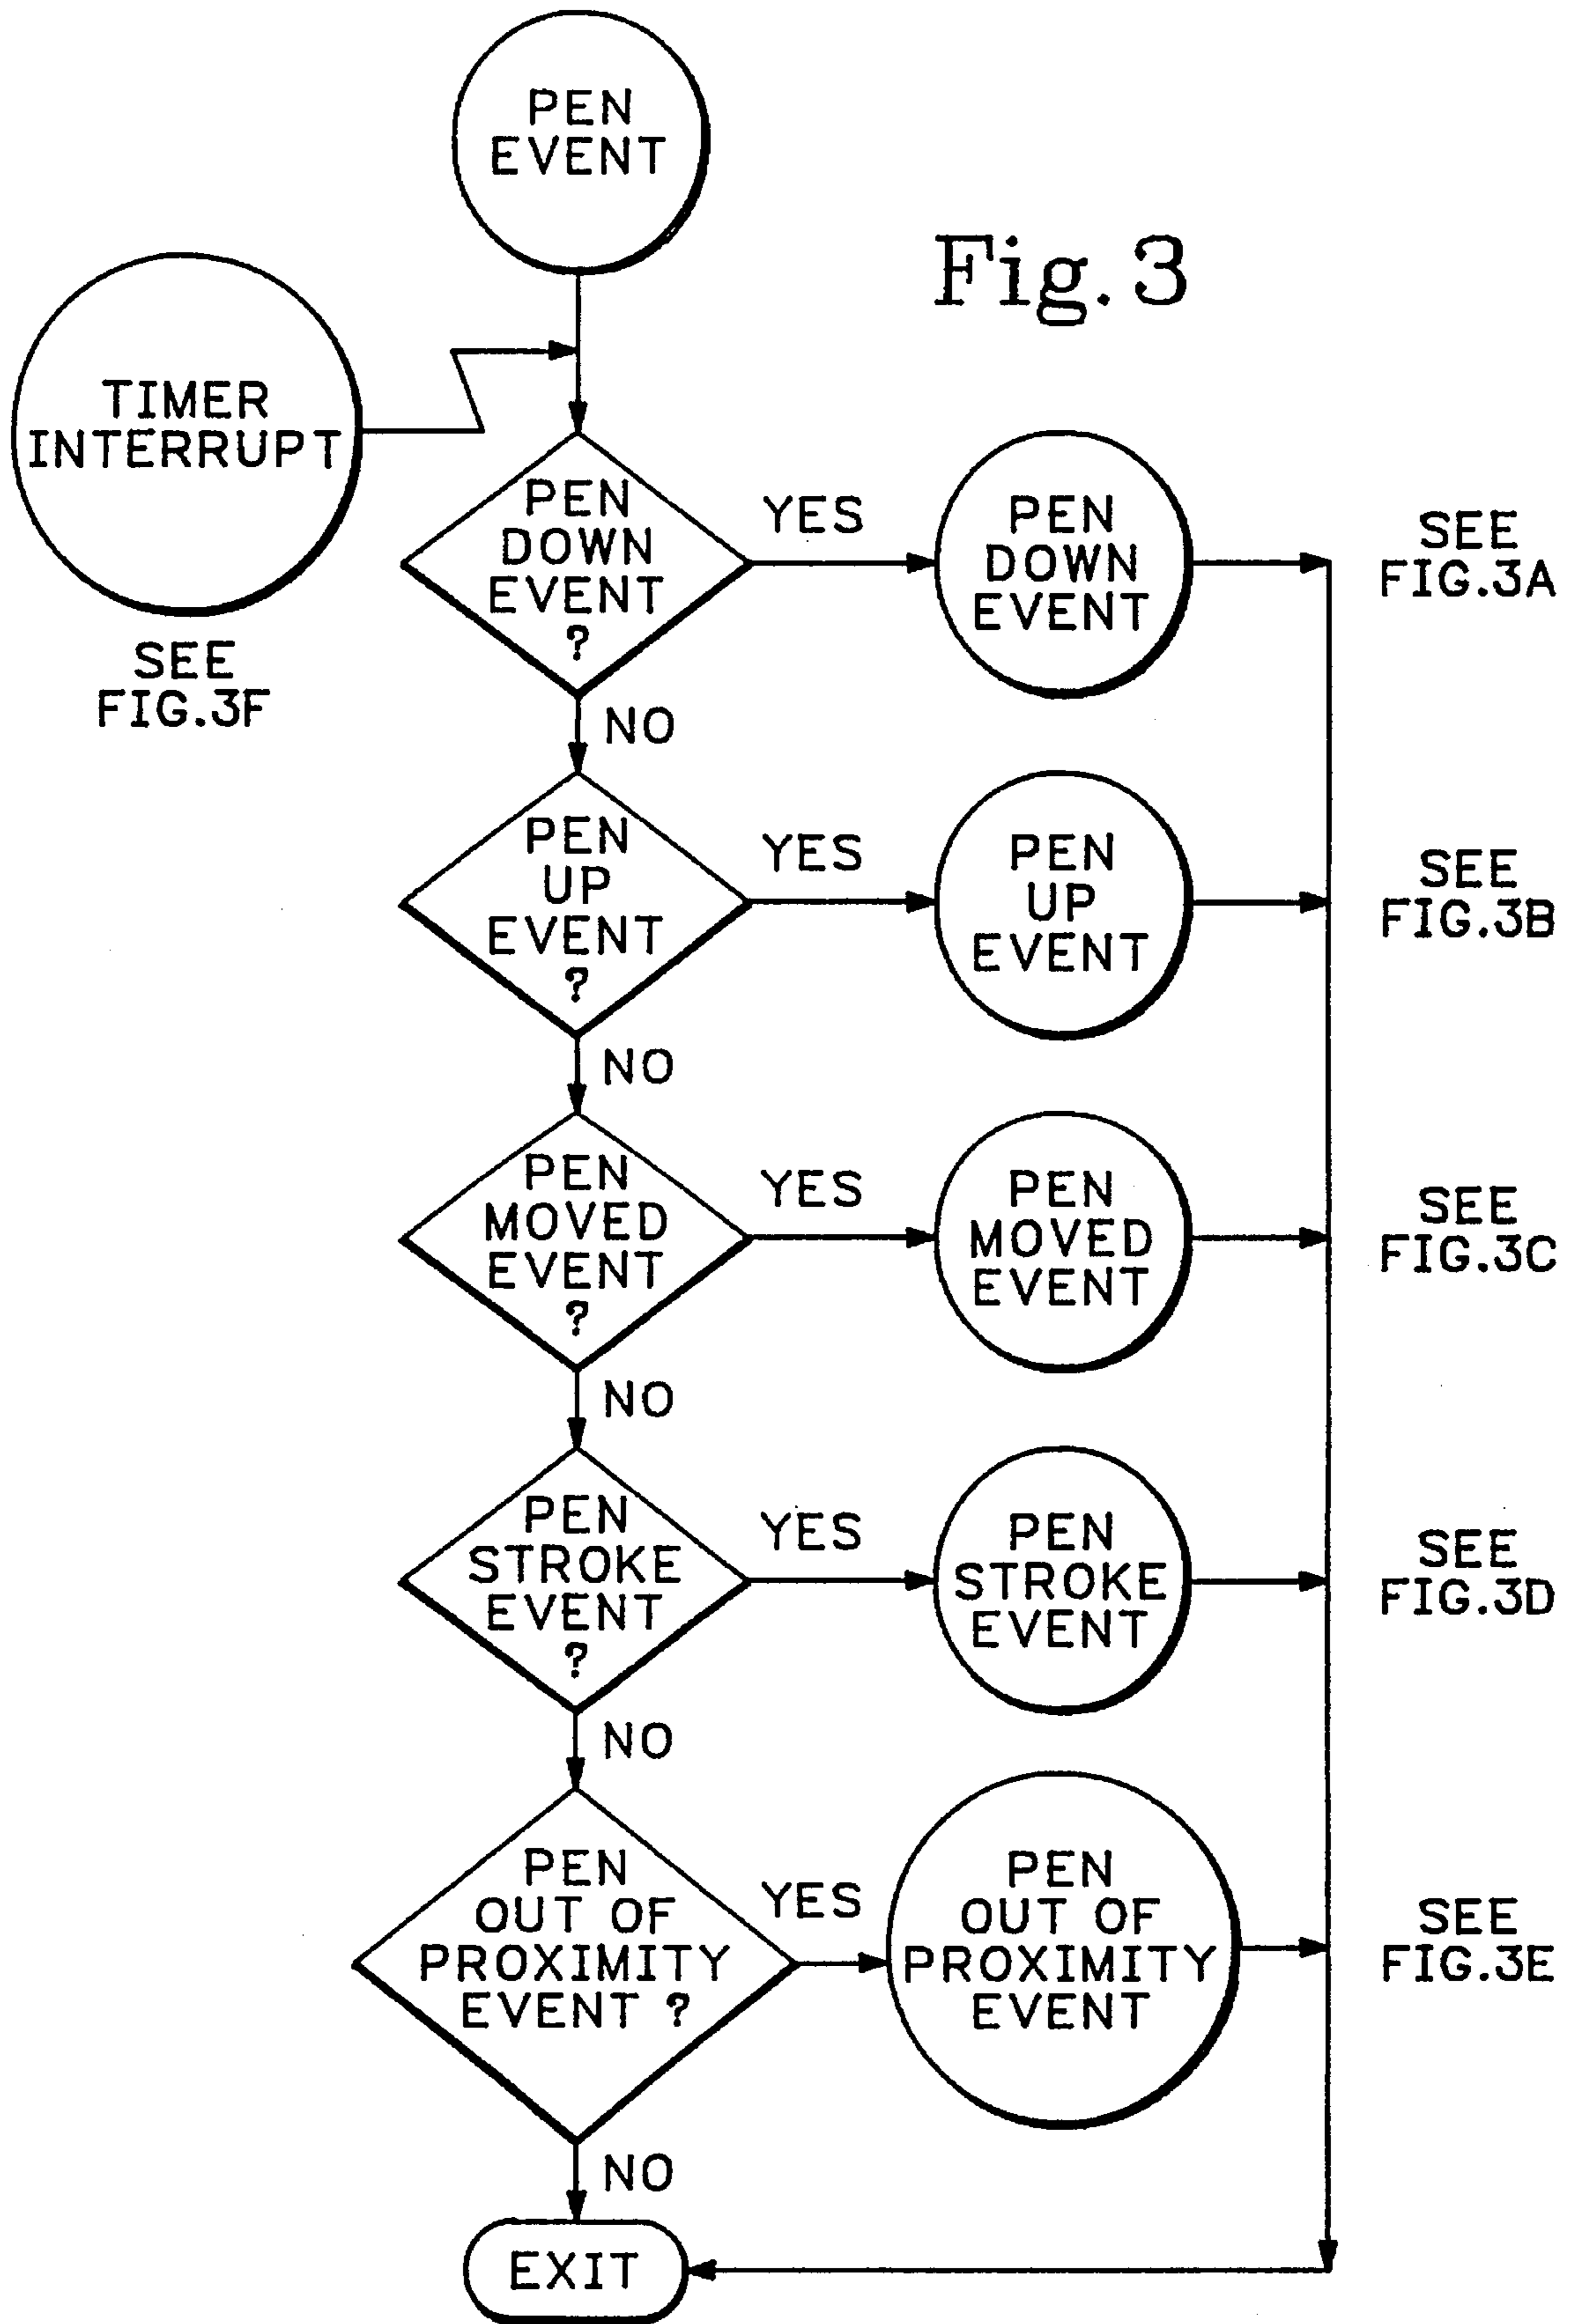 PEN
EVENT
Fig. 3
TIMER
INTERRUPT
SEE
FIG.3F
PEN
DOWN
EVENT
?
YES
PEN
DOWN
EVENT
SEE
FIG.3A
NO
PEN
UP
EVENT
?
YES
PEN
UP
EVENT
SEE
FIG.3B
NO
PEN
MOVED
EVENT
?
YES
PEN
MOVED
EVENT
SEE
FIG.3C
NO
PEN
STROKE
EVENT
?
YES
PEN
STROKE
EVENT
SEE
FIG.3D
NO
PEN
OUT OF
PROXIMITY
EVENT ?
YES
PEN
OUT OF
PROXIMITY
EVENT
SEE
FIG.3E
NO
EXIT